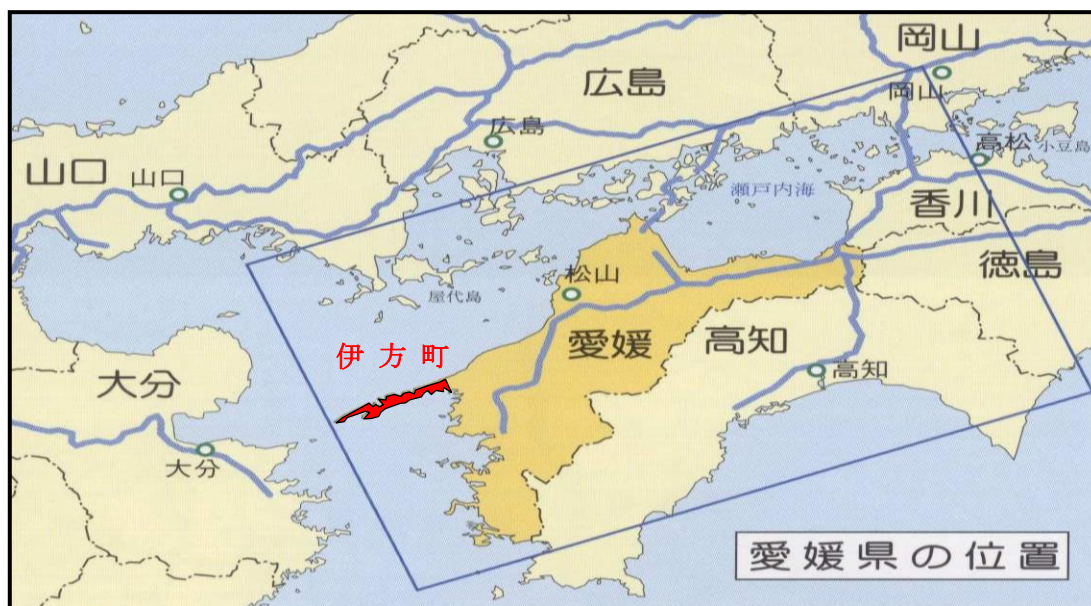 岡山
広島
岡山
広島
高松
小豆島
山口
山口
瀬戸内海
香川
徳島
松山
屋代島
愛媛
高知
伊方町
大分
高知
大分
愛媛県の位置